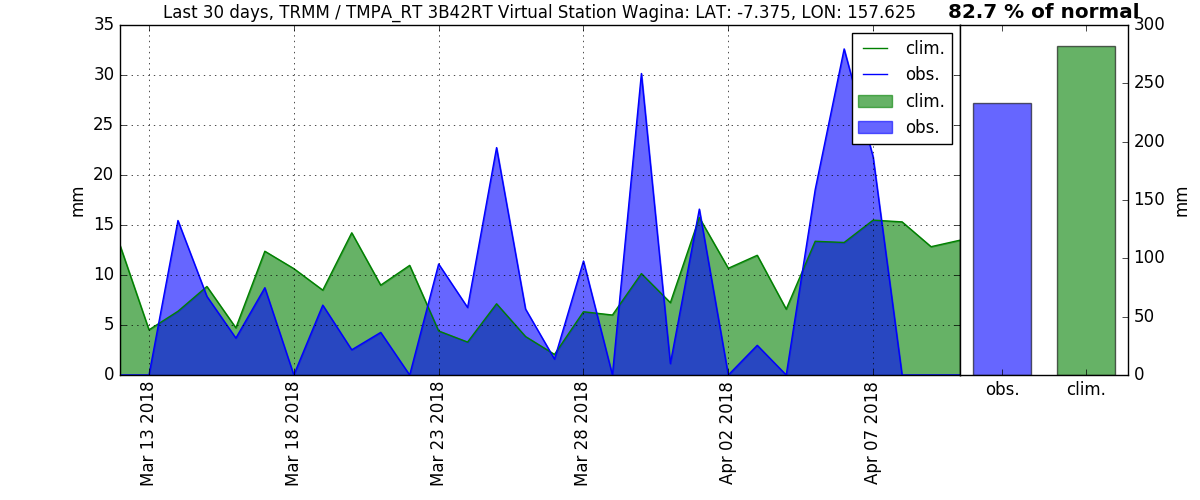 Last 30 days, TRMM / TMPA_RT 3B42RT Virtual Station Wagina: LAT: -7.375, LON: 157.625
82.7 % of normal
mm
35
30
25
20
15
10
5
0
clim.
obs.
clim.
obs.
Mar 13 2018
Mar 18 2018
Mar 23 2018
Mar 28 2018
Apr 02 2018
Apr 07 2018
300
250
200
150
100
50
0
mm
obs.
clim.